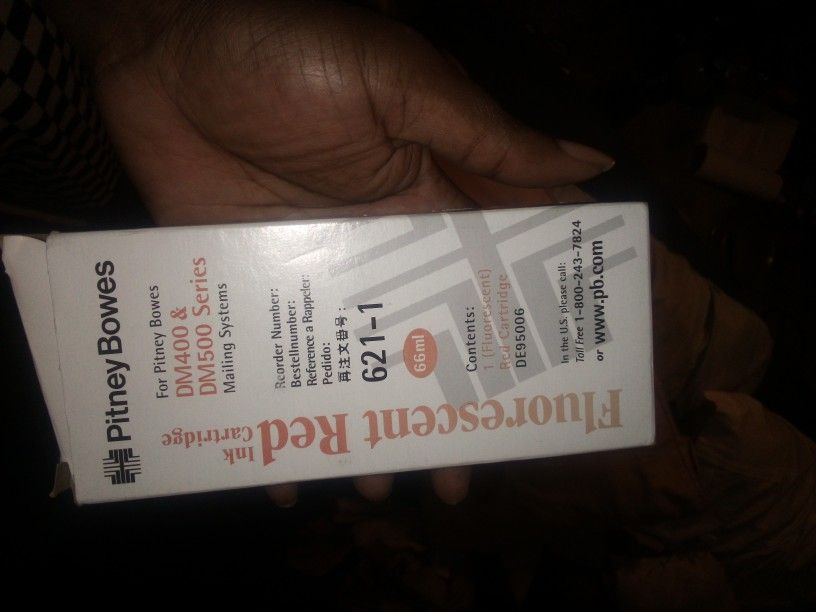 PitneyBowes
For Pitney Bowes
DM400 &
DM500 Series
Mailing Systems
Reorder Number:
Bestellnumber:
Reference a Rappeler:
Pedido:
再注文番号:
621-1
66ml
Contents:
1 (Fluorescent)
Red Cartridge
DE95006
In the U.S. please call:
Toll Free 1-800-243-7824
or www.pb.com
Fluorescent Red Ink
Cartridge